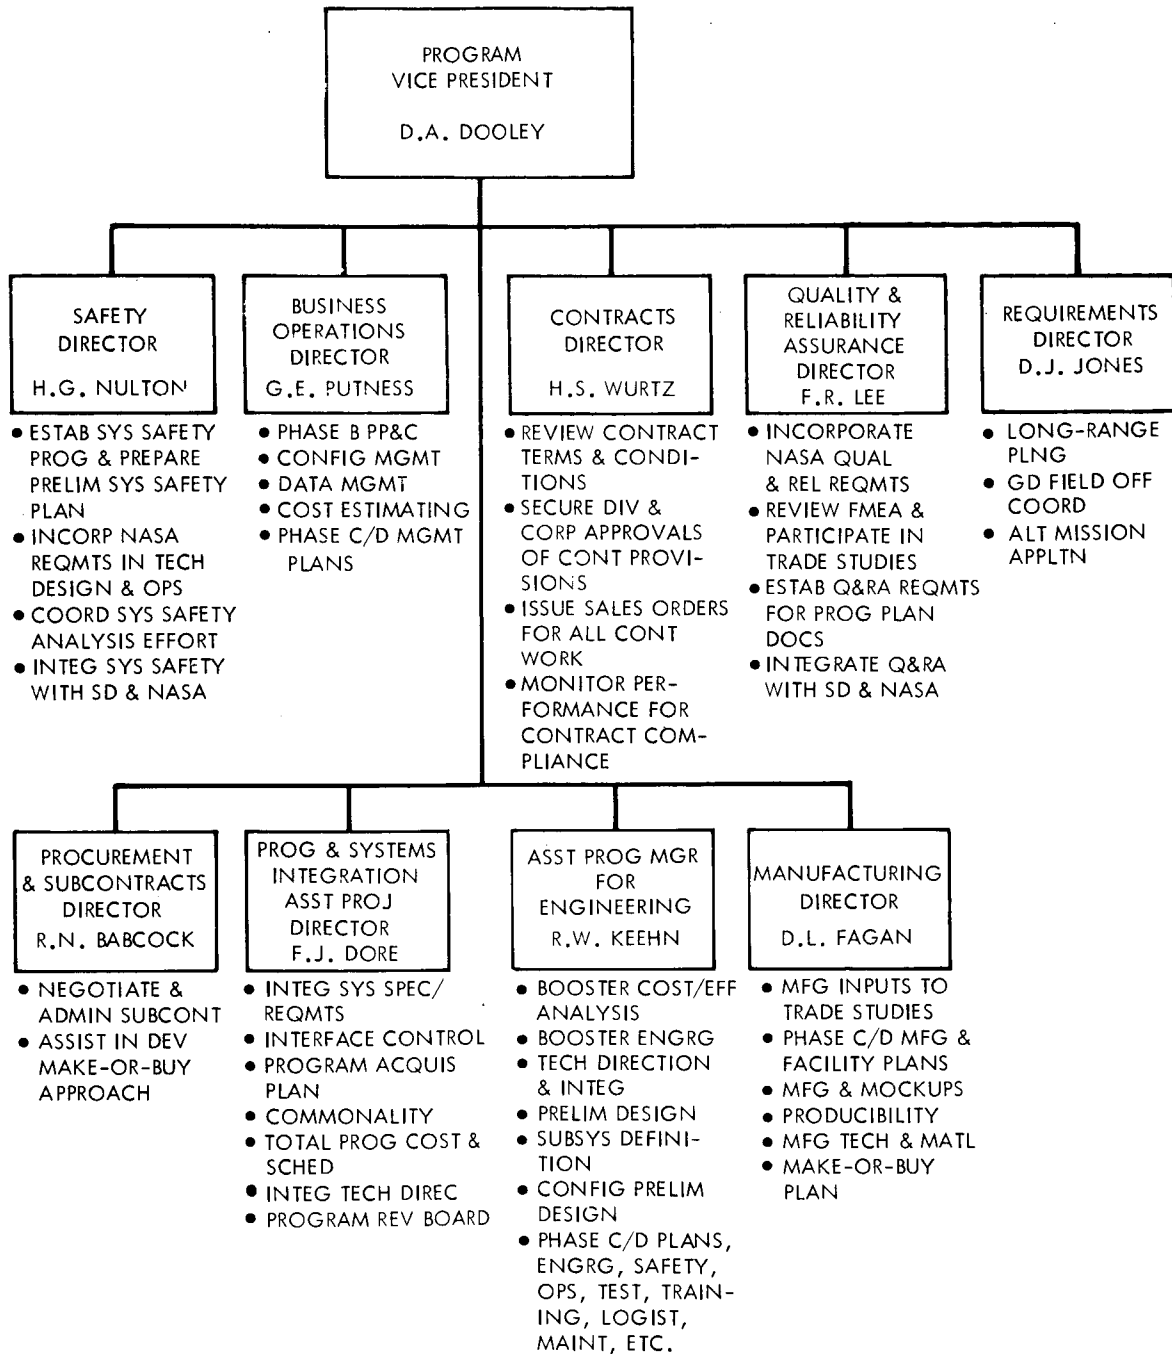 PROGRAM
VICE PRESIDENT
D.A. DOOLEY
SAFETY
DIRECTOR
H.G. NULTON
• ESTAB SYS SAFETY
PROG & PREPARE
PRELIM SYS SAFETY
PLAN
• INCORP NASA
REQMTS IN TECH
DESIGN & OPS
• COORD SYS SAFETY
ANALYSIS EFFORT
• INTEG SYS SAFETY
WITH SD & NASA
BUSINESS
OPERATIONS
DIRECTOR
G.E. PUTNESS
• PHASE B PP&C
• CONFIG MGMT
• DATA MGMT
• COST ESTIMATING
• PHASE C/D MGMT
PLANS
CONTRACTS
DIRECTOR
H.S. WURTZ
• REVIEW CONTRACT
TERMS & CONDI-
TIONS
• SECURE DIV &
CORP APPROVALS
OF CONT PROVI-
SIONS
• ISSUE SALES ORDERS
FOR ALL CONT
WORK
• MONITOR PER-
FORMANCE FOR
CONTRACT COM-
PLIANCE
QUALITY &
RELIABILITY
ASSURANCE
DIRECTOR
F.R. LEE
• INCORPORATE
NASA QUAL
& REL REQMTS
• REVIEW FMEA &
PARTICIPATE IN
TRADE STUDIES
• ESTAB Q&RA REQMTS
FOR PROG PLAN
DOCS
• INTEGRATE Q&RA
WITH SD & NASA
REQUIREMENTS
DIRECTOR
D.J. JONES
• LONG-RANGE
PLNG
• GD FIELD OFF
COORD
• ALT MISSION
APPLTN
PROCUREMENT
& SUBCONTRACTS
DIRECTOR
R.N. BABCOCK
• NEGOTIATE &
ADMIN SUBCONT
• ASSIST IN DEV
MAKE-OR-BUY
APPROACH
PROG & SYSTEMS
INTEGRATION
ASST PROJ
DIRECTOR
F.J. DORE
• INTEG SYS SPEC/
REQMTS
• INTERFACE CONTROL
• PROGRAM ACQUIS
PLAN
• COMMONALITY
• TOTAL PROG COST &
SCHED
• INTEG TECH DIREC
• PROGRAM REV BOARD
ASST PROG MGR
FOR
ENGINEERING
R.W. KEEHN
• BOOSTER COST/EFF
ANALYSIS
• BOOSTER ENGRG
• TECH DIRECTION
& INTEG
• PRELIM DESIGN
• SUBSYS DEFINI-
TION
• CONFIG PRELIM
DESIGN
• PHASE C/D PLANS,
ENGRG, SAFETY,
OPS, TEST, TRAIN-
ING, LOGIST,
MAINT, ETC.
MANUFACTURING
DIRECTOR
D.L. FAGAN
• MFG INPUTS TO
TRADE STUDIES
• PHASE C/D MFG &
FACILITY PLANS
• MFG & MOCKUPS
• PRODUCIBILITY
• MFG TECH & MATL
• MAKE-OR-BUY
PLAN